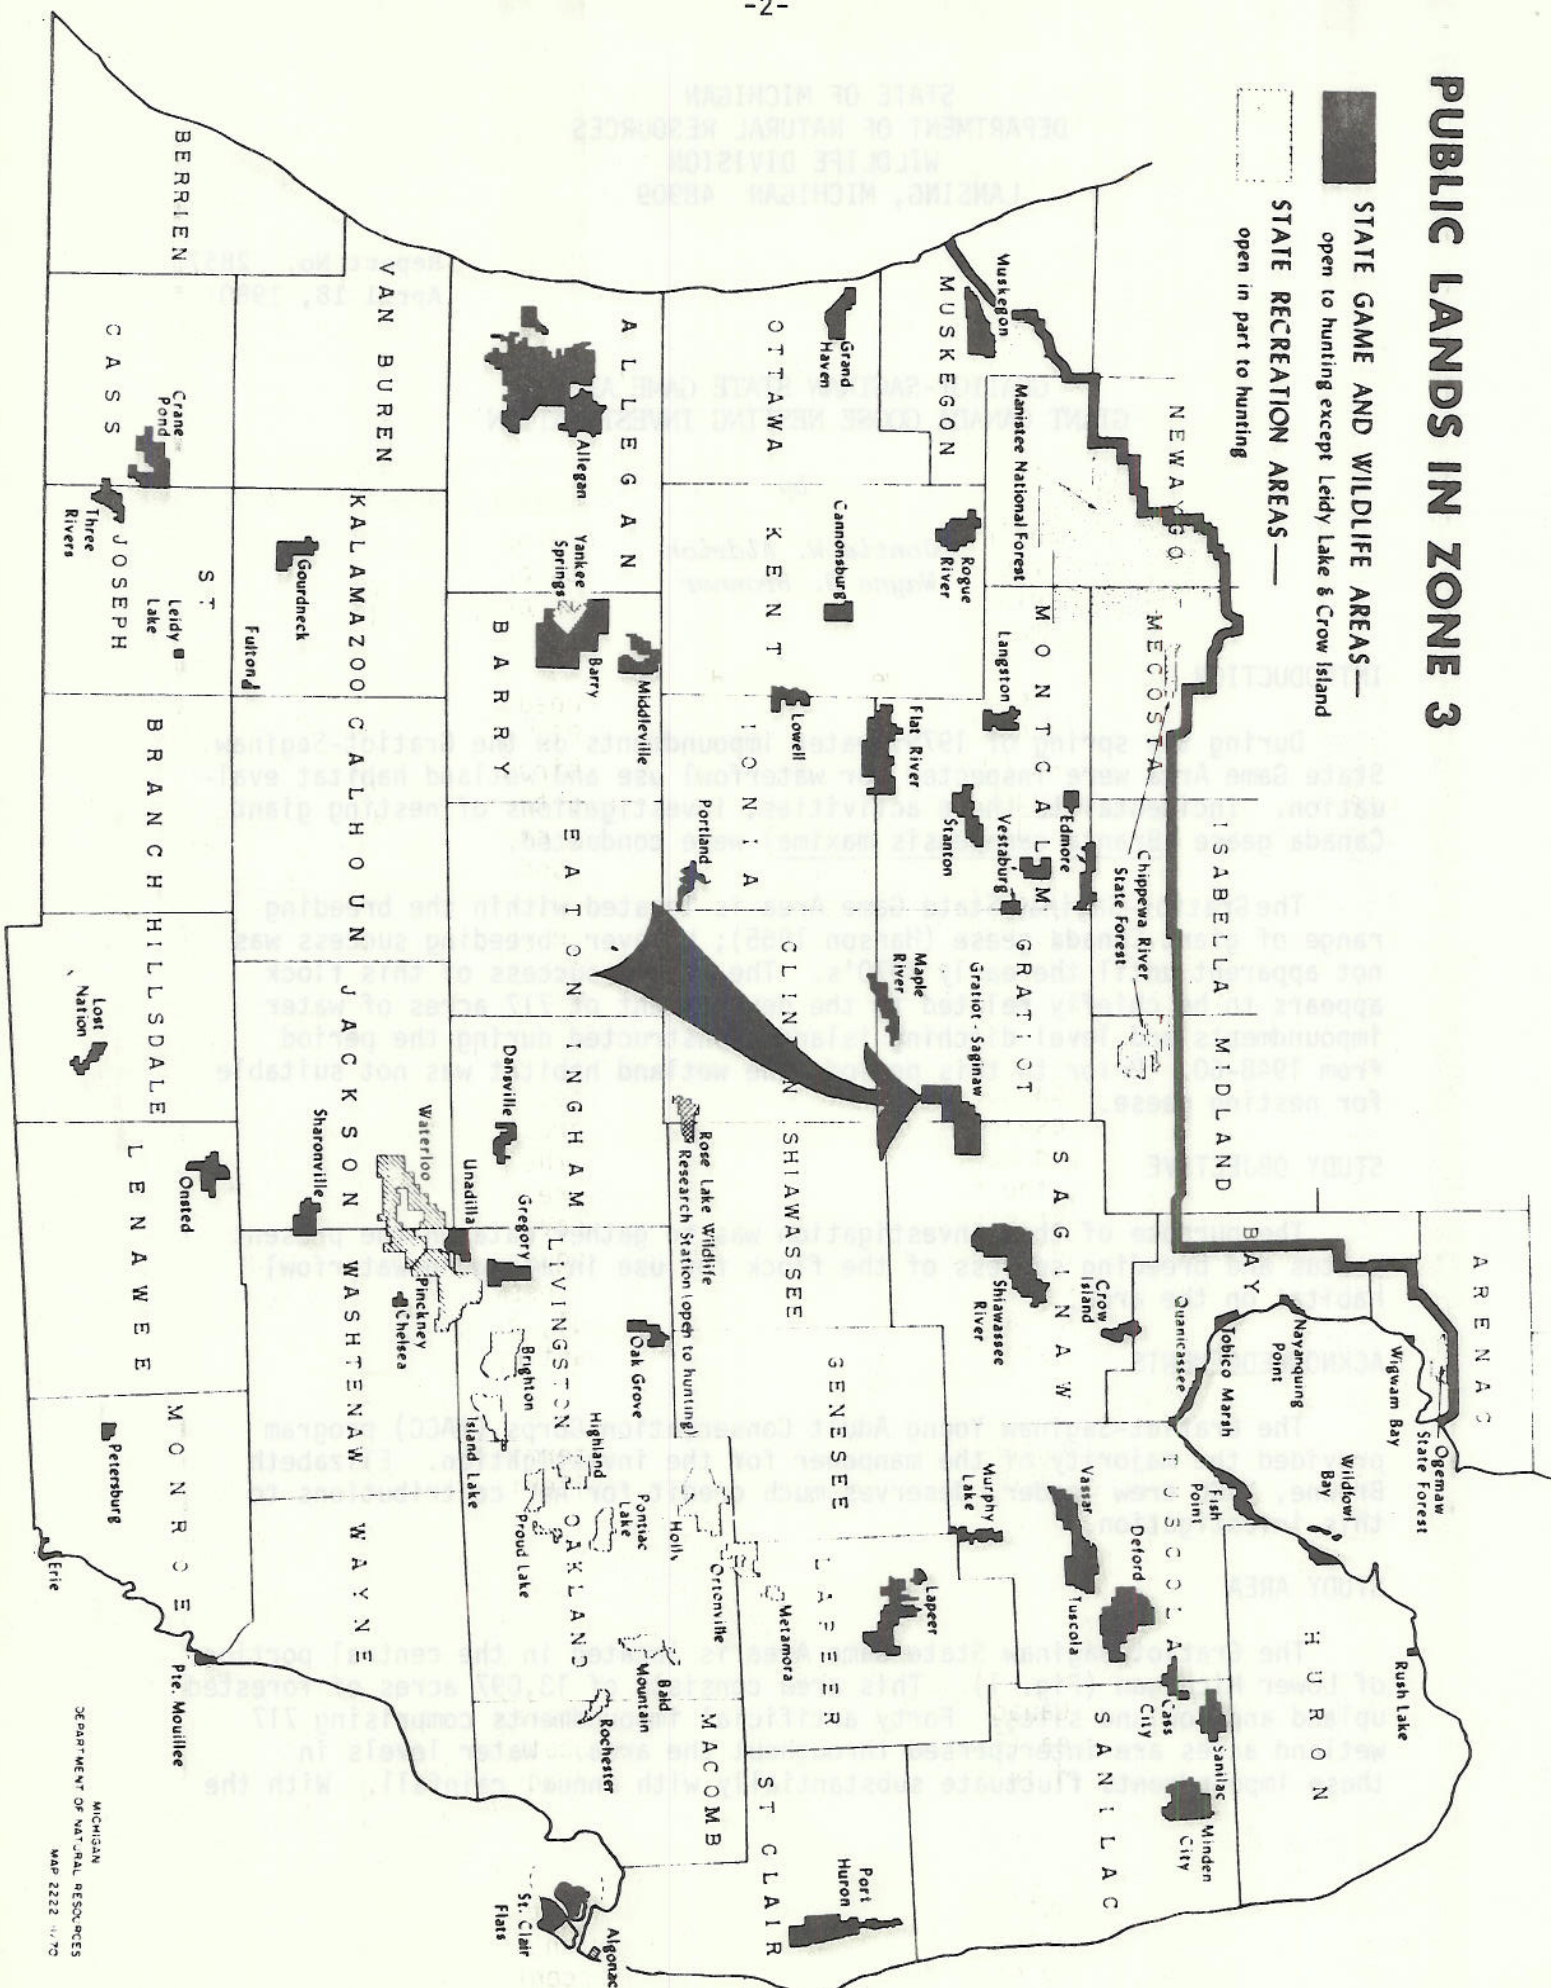 -2-
PUBLIC LANDS IN ZONE 3
STATE GAME AND WILDLIFE AREAS
open to hunting except Leidy Lake & Crow Island
STATE RECREATION AREAS
open in part to hunting
ARENAC
Ogemaw
State Forest
Wigwam Bay
Nayanquing
Point
Tobico Marsh
Quanicassee
BAY
Wildfowl
Bay
Fish
Point
Rush Lake
HURON
NEWAYGO
MECOSTA
ISABELLA
MIDLAND
Chippewa River
State Forest
Muskegon
MUSKEGON
Manistee National Forest
MONTCALM
Langston
Edmore
Vestaburg
Stanton
Flat River
GRATIOT
Gratiot - Saginaw
Maple
River
SAGINAW
Crow
Island
Shiawassee
River
TUSCOLA
Vassar
Deford
Tuscola
Murphy
Lake
Cass
City
Sanilac
Minden
City
SANILAC
Grand
Haven
OTTAWA
KENT
Rogue
River
Cannonsburg
Lowell
IONIA
Portland
CLINTON
SHIAWASSEE
Rose Lake Wildlife
Research Station (open to hunting)
GENESEE
LAPEER
Lapeer
Metamora
Ortonville
Holly
ST CLAIR
Port
Huron
ALLEGAN
Allegan
Yankee
Springs
Barry
Middleville
BARRY
EATON
INGHAM
Dansville
LIVINGSTON
Oak Grove
Gregory
Unadilla
Brighton
Island Lake
Highland
Pontiac
Lake
Proud Lake
OAKLAND
Bald
Mountain
Rochester
MACOMB
Algonac
St. Clair
Flats
VAN BUREN
KALAMAZOO
Gourdneck
Fulton
CALHOUN
JACKSON
Waterloo
Sharonville
Pinckney
Chelsea
WASHTENAW
WAYNE
BERRIEN
CASS
Crane
Pond
Three
Rivers
ST.
JOSEPH
Leidy
Lake
BRANCH
HILLSDALE
Lost
Nation
LENAWEE
Onsted
MONROE
Petersburg
Erie
Pte. Mouillee
MICHIGAN
DEPARTMENT OF NATURAL RESOURCES
MAP 2222